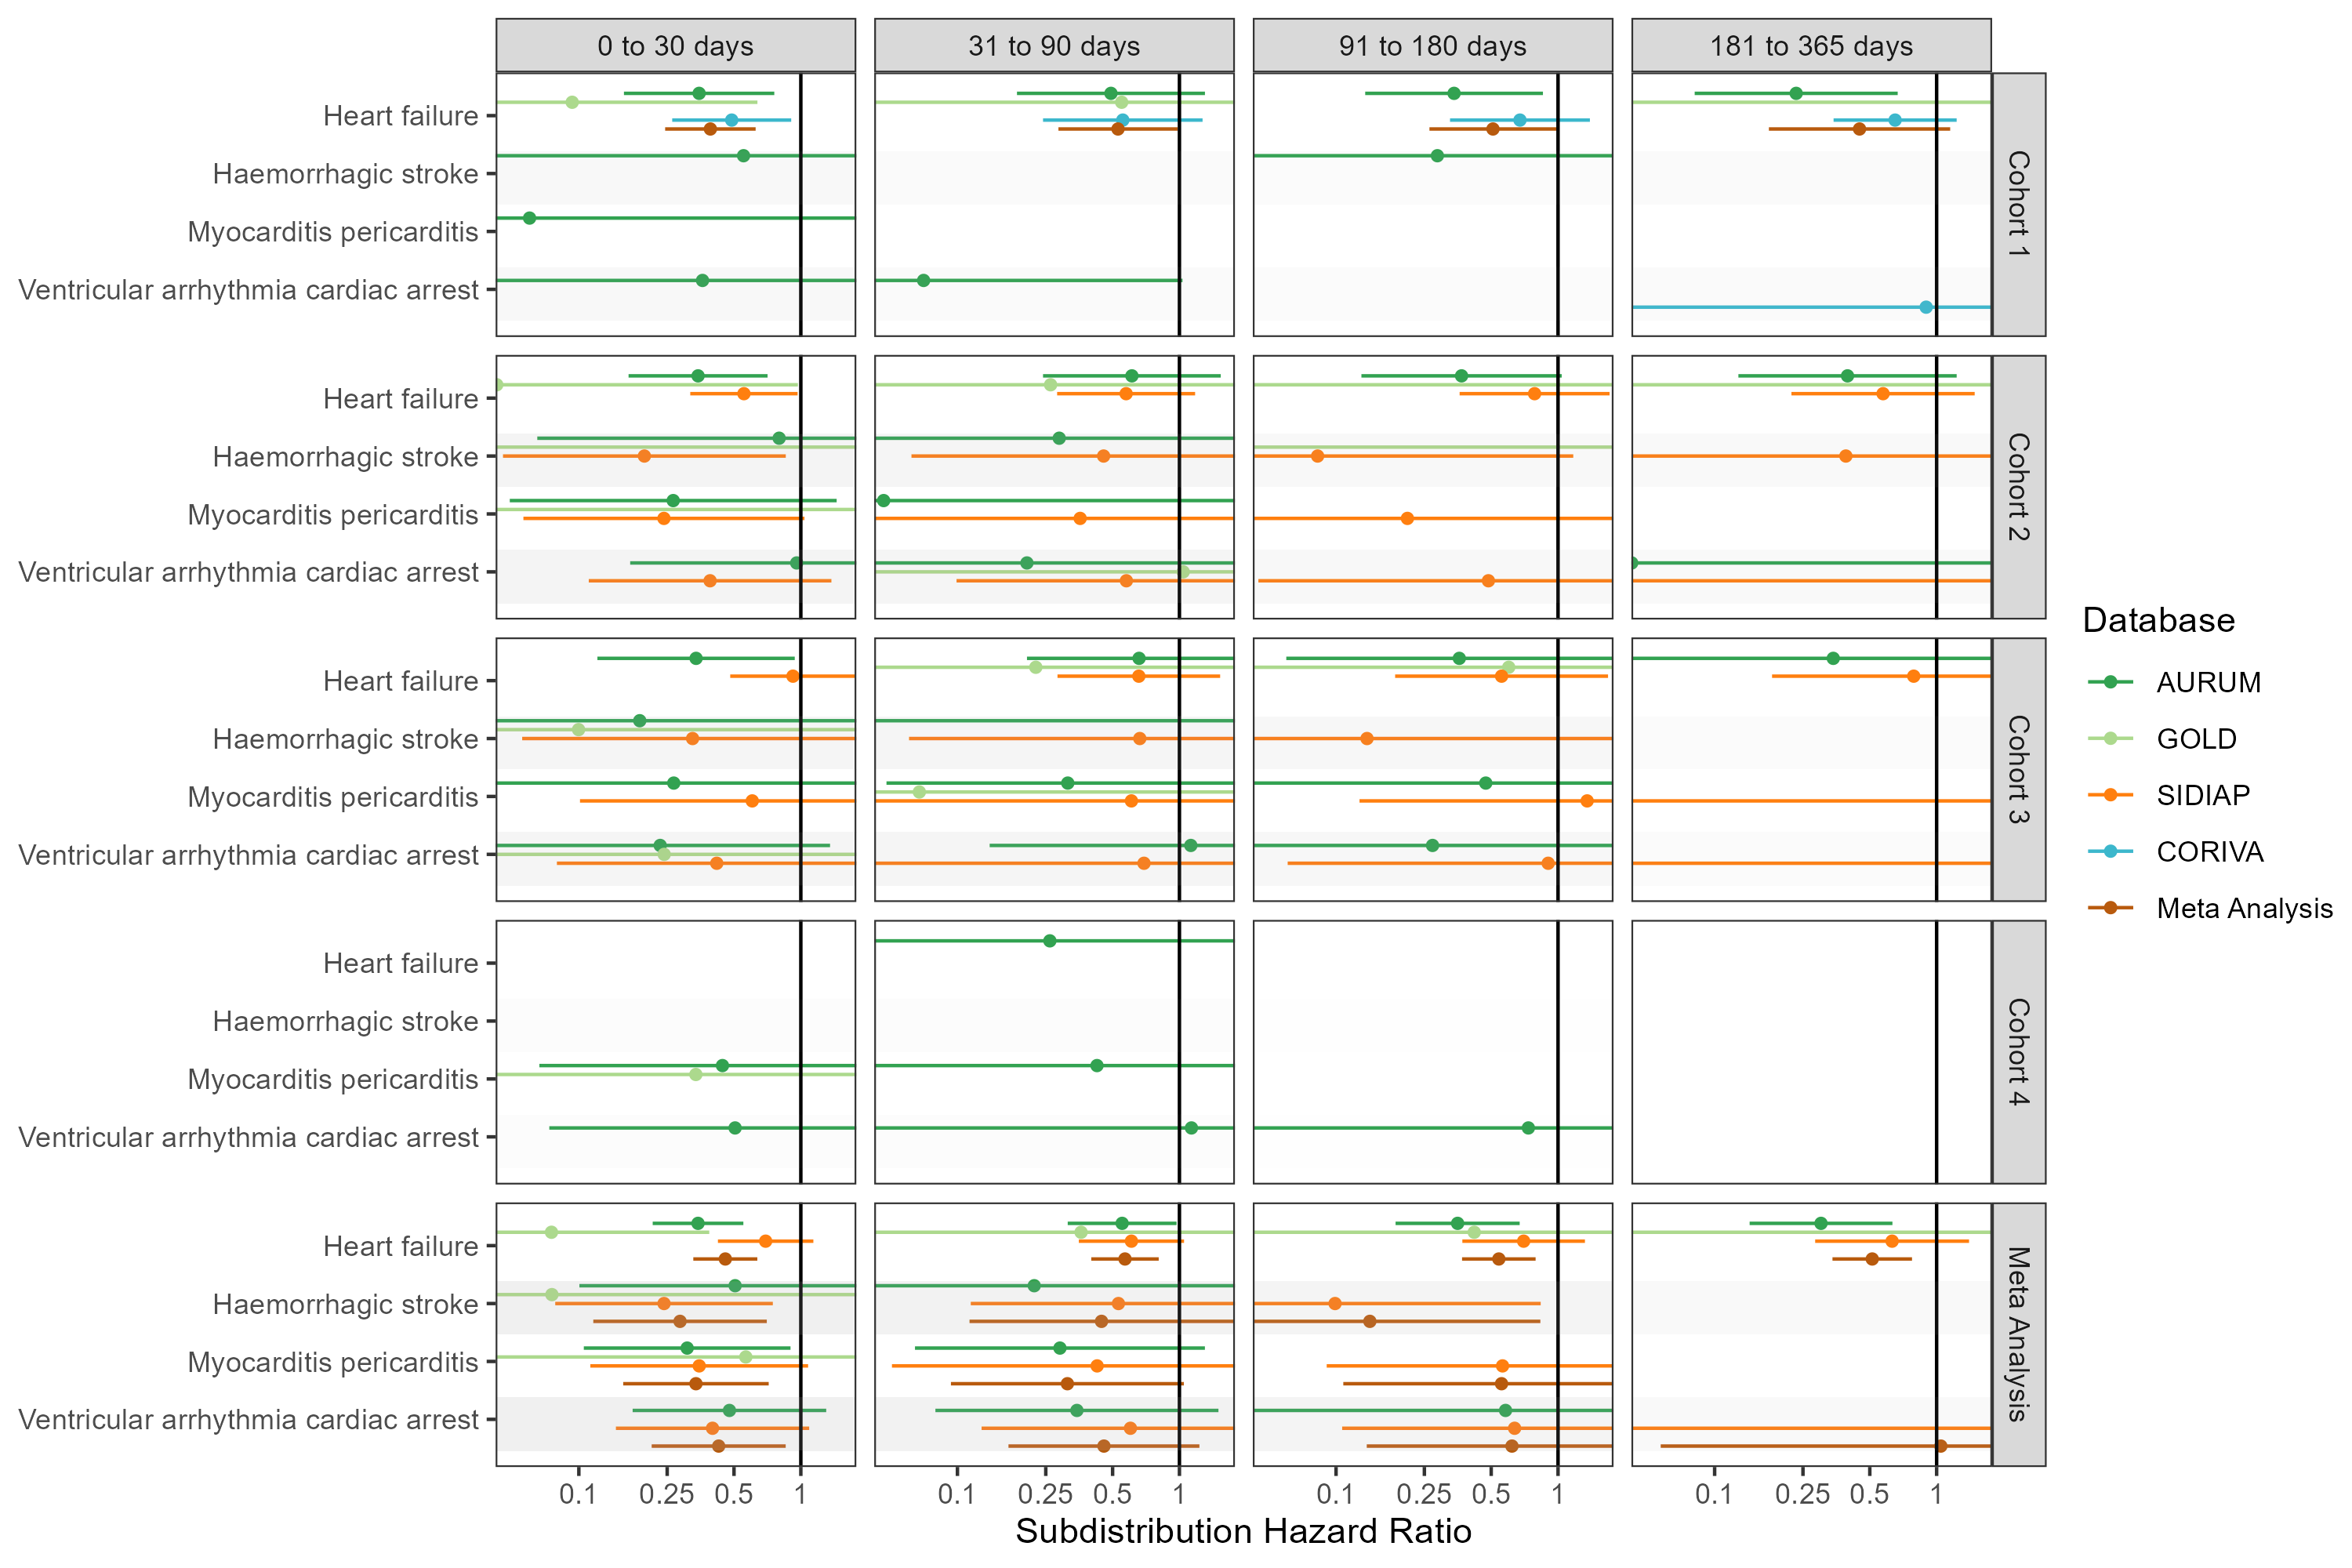 0 to 30 days
31 to 90 days
91 to 180 days
181 to 365 days
Heart failure
Haemorrhagic stroke
Myocarditis pericarditis
Ventricular arrhythmia cardiac arrest
Cohort 1
Heart failure
Haemorrhagic stroke
Myocarditis pericarditis
Ventricular arrhythmia cardiac arrest
Cohort 2
Heart failure
Haemorrhagic stroke
Myocarditis pericarditis
Ventricular arrhythmia cardiac arrest
Cohort 3
Heart failure
Haemorrhagic stroke
Myocarditis pericarditis
Ventricular arrhythmia cardiac arrest
Cohort 4
Heart failure
Haemorrhagic stroke
Myocarditis pericarditis
Ventricular arrhythmia cardiac arrest
Meta Analysis
0.1 0.25 0.5 1
0.1 0.25 0.5 1
0.1 0.25 0.5 1
0.1 0.25 0.5 1
Subdistribution Hazard Ratio
Database
AURUM
GOLD
SIDIAP
CORIVA
Meta Analysis